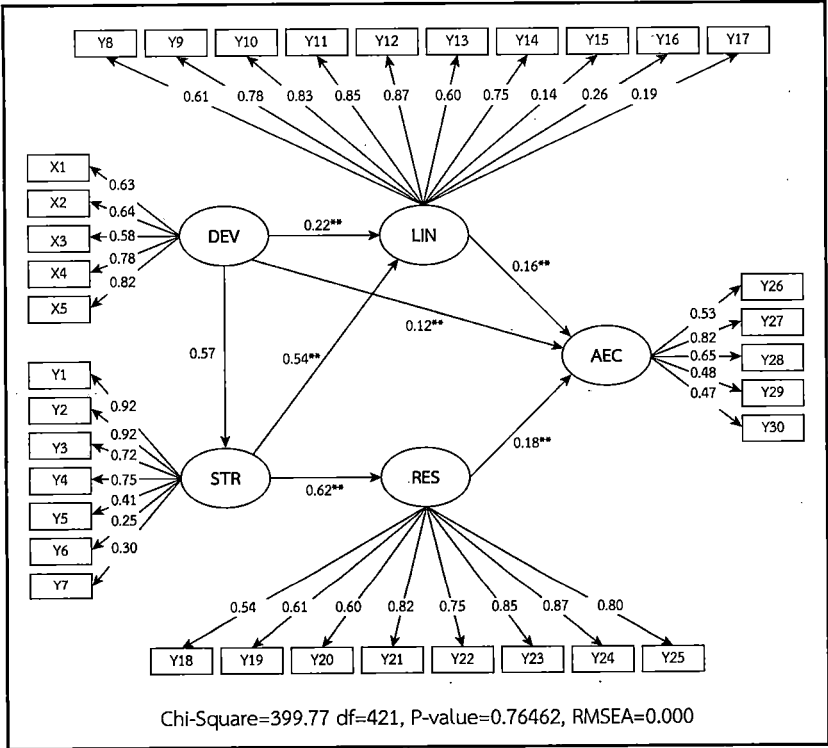 Y8 Y9 Y10 Y11 Y12 Y13 Y14 Y15 Y16 Y17
0.61 0.78 0.83 0.85 0.87 0.60 0.75 0.14 0.26 0.19
X1
0.63
X2
0.64
X3
0.58
X4
0.78
X5
0.82
DEV
0.22**
LIN
0.16**
0.12**
0.57
0.54**
AEC
Y26
0.53
Y27
0.82
Y28
0.65
Y29
0.48
Y30
0.47
Y1
0.92
Y2
0.92
Y3
0.72
Y4
0.75
Y5
0.41
Y6
0.25
Y7
0.30
STR
0.62**
RES
0.18**
0.54 0.61 0.60 0.82 0.75 0.85 0.87 0.80
Y18 Y19 Y20 Y21 Y22 Y23 Y24 Y25
Chi-Square=399.77 df=421, P-value=0.76462, RMSEA=0.000